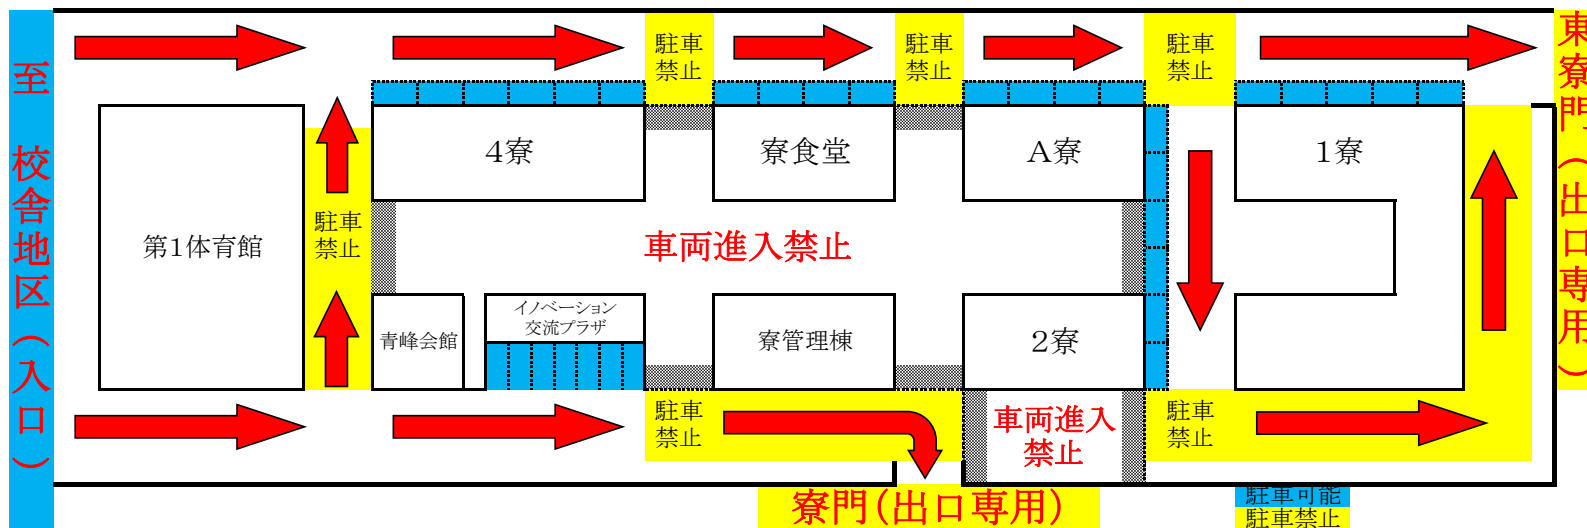 至 校舎地区(入口)
駐車
禁止
駐車
禁止
駐車
禁止
東寮門(出口専用)
4寮
寮食堂
A寮
1寮
第1体育館
駐車
禁止
車両進入禁止
青峰会館
イノベーション
交流プラザ
寮管理棟
2寮
駐車
禁止
車両進入
禁止
駐車
禁止
寮門(出口専用)
駐車可能
駐車禁止